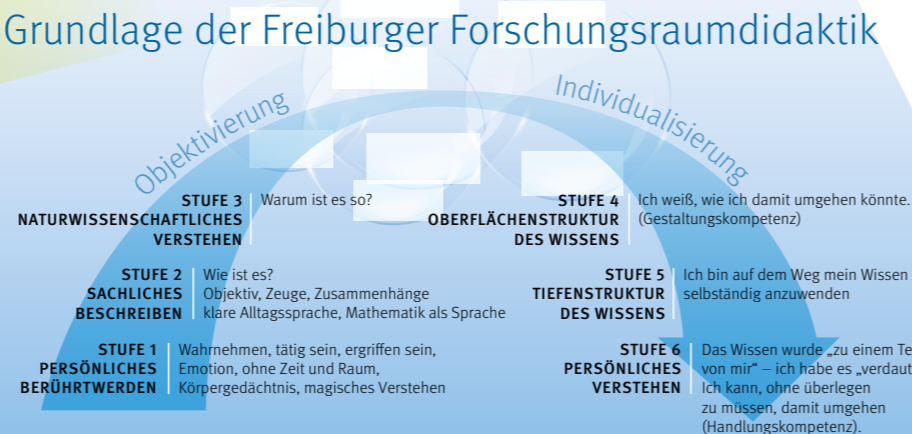 Grundlage der Freiburger Forschungsraumdidaktik
Objektivierung
Individualisierung
STUFE 3
NATURWISSENSCHAFTLICHES
VERSTEHEN
Warum ist es so?
STUFE 2
SACHLICHES
BESCHREIBEN
Wie ist es?
Objektiv, Zeuge, Zusammenhänge
klare Alltagssprache, Mathematik als Sprache
STUFE 1
PERSÖNLICHES
BERÜHRTWERDEN
Wahrnehmen, tätig sein, ergriffen sein,
Emotion, ohne Zeit und Raum,
Körpergedächtnis, magisches Verstehen
STUFE 4
OBERFLÄCHENSTRUKTUR
DES WISSENS
Ich weiß, wie ich damit umgehen könnte.
(Gestaltungskompetenz)
STUFE 5
TIEFENSTRUKTUR
DES WISSENS
Ich bin auf dem Weg mein Wissen
selbständig anzuwenden
STUFE 6
PERSÖNLICHES
VERSTEHEN
Das Wissen wurde „zu einem
von mir“ – ich habe es „verdaut
Ich kann, ohne überlegen
zu müssen, damit umgehen
(Handlungskompetenz).